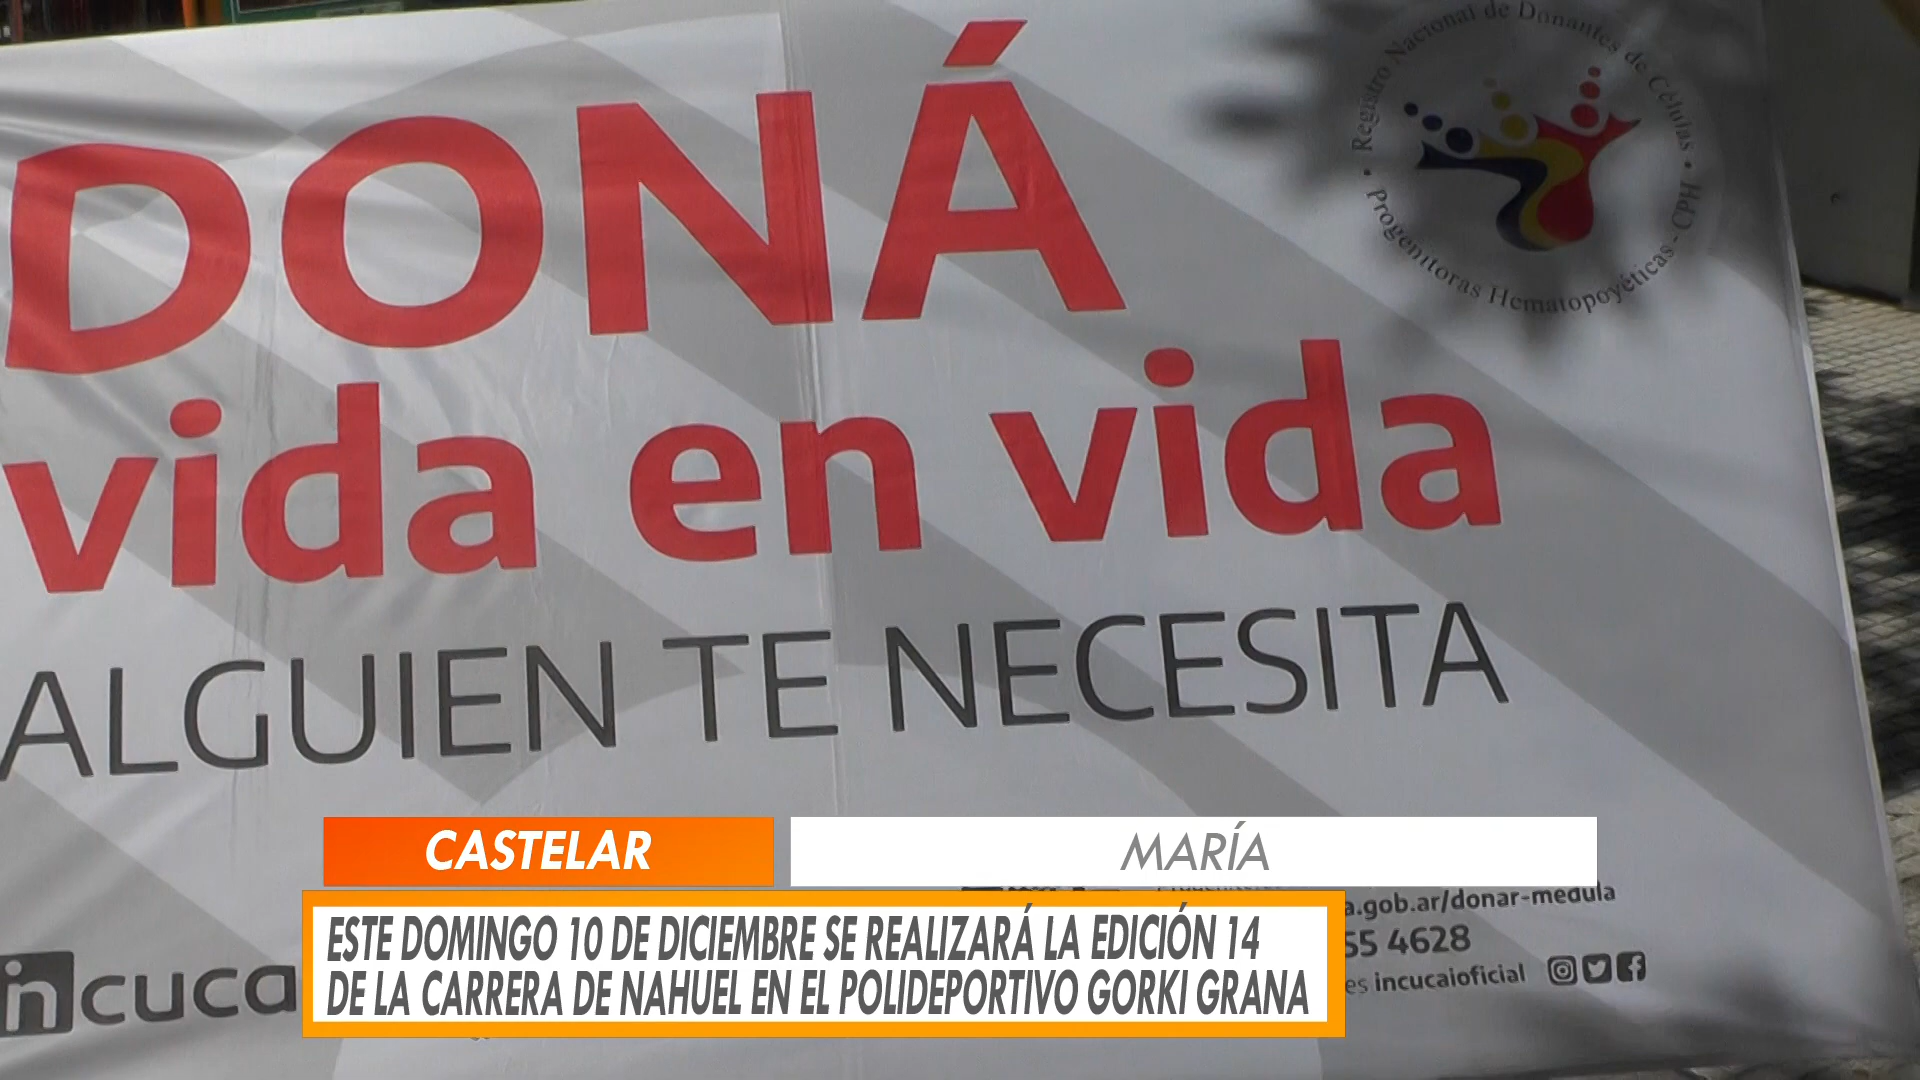 DONÁ
vida en vida
ALGUIEN TE NECESITA
Registro Nacional de Donantes de Células
• Progenitoras Hematopoyéticas - CPH •
CASTELAR
MARÍA
ESTE DOMINGO 10 DE DICIEMBRE SE REALIZARÁ LA EDICIÓN 14
DE LA CARRERA DE NAHUEL EN EL POLIDEPORTIVO GORKI GRANA
a.gob.ar/donar-medula
55 4628
es incucaioficial
incuca